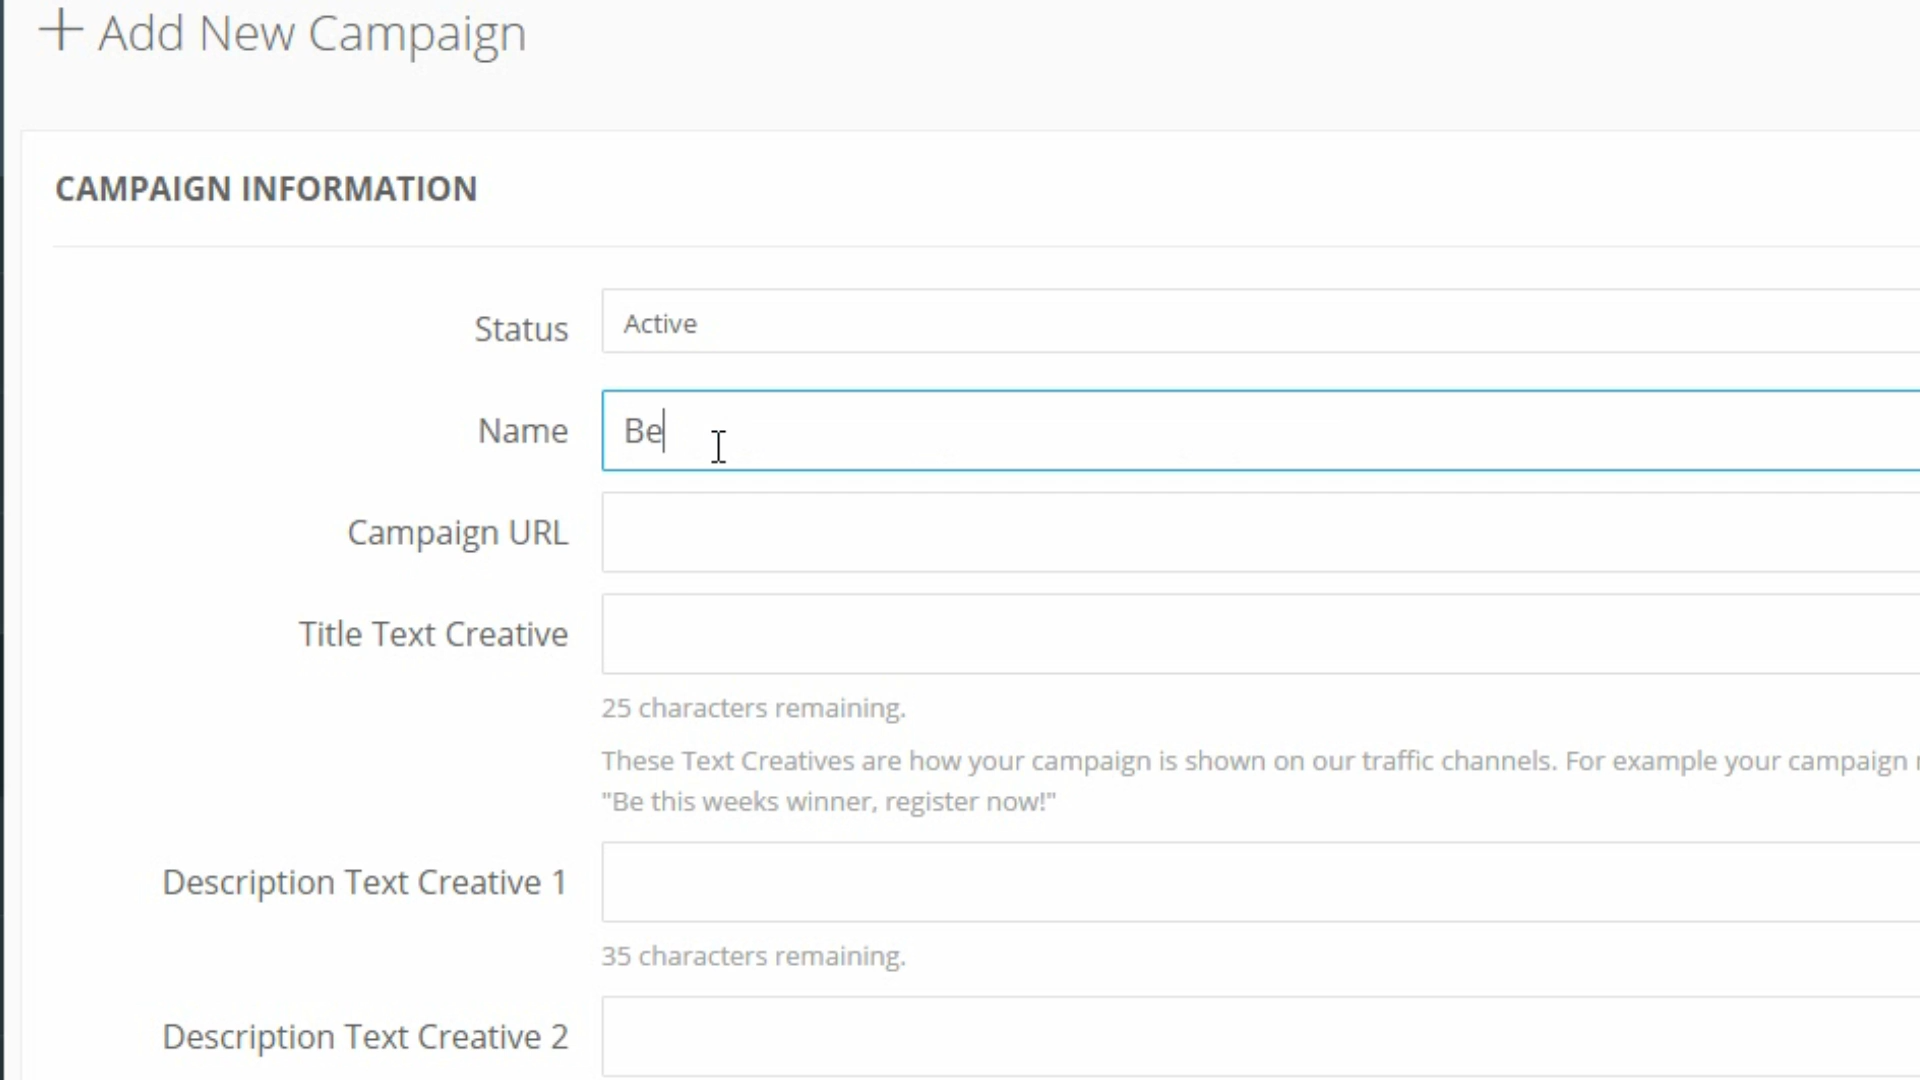 + Add New Campaign
CAMPAIGN INFORMATION
Status Active
Name Be
Campaign URL
Title Text Creative
25 characters remaining.
These Text Creatives are how your campaign is shown on our traffic channels. For example your campaign
"Be this weeks winner, register now!"
Description Text Creative 1
35 characters remaining.
Description Text Creative 2